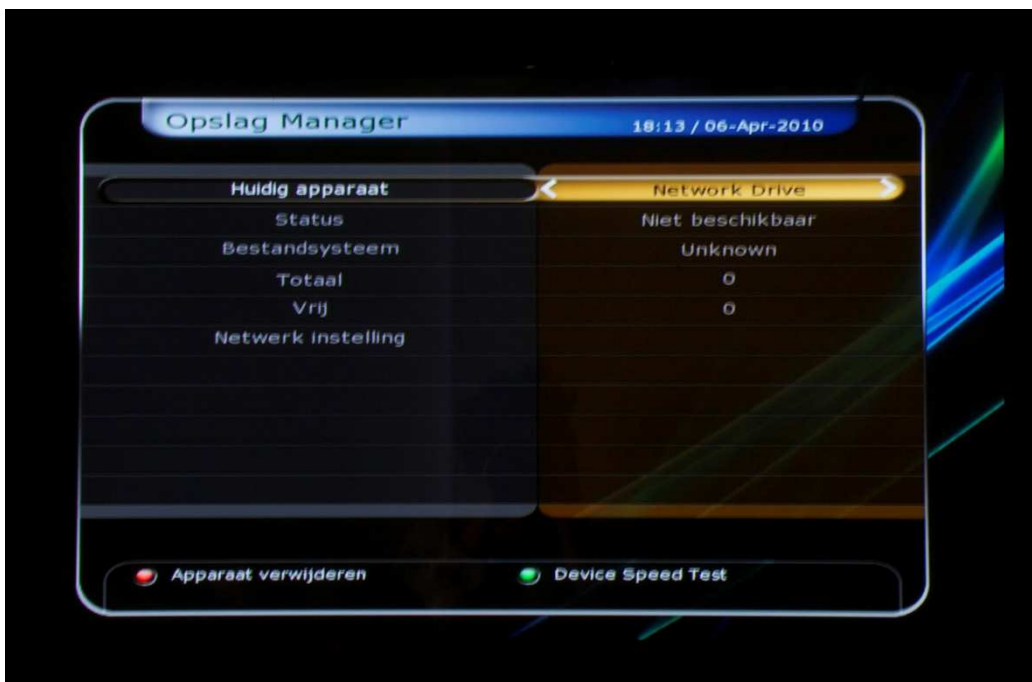 Opslag Manager 18:13 / 06-Apr-2010
Huidig apparaat Network Drive
Status Niet beschikbaar
Bestandsysteem Unknown
Totaal 0
Vrij 0
Netwerk instelling
Apparaat verwijderen Device Speed Test